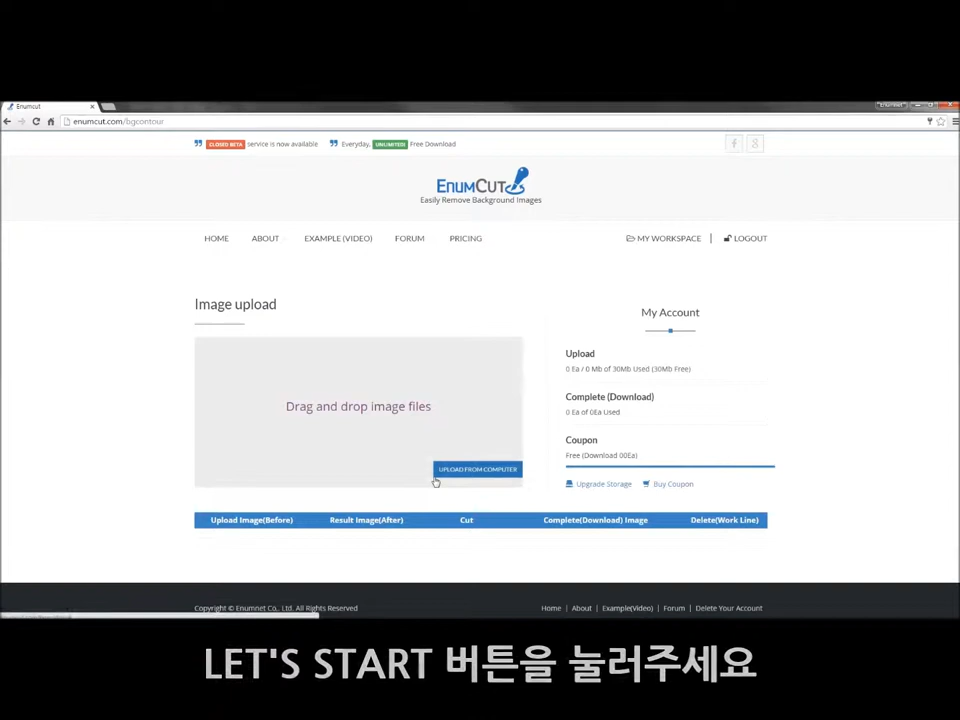 Enumcut
Enumnet
enumcut.com/bgcontour
CLOSED BETA service is now available Everyday, UNLIMITED! Free Download
ENUMCUT
Easily Remove Background Images
HOME ABOUT EXAMPLE (VIDEO) FORUM PRICING MY WORKSPACE | LOGOUT
Image upload
My Account
Upload
0 Ea / 0 Mb of 30Mb Used (30Mb Free)
Drag and drop image files
Complete (Download)
0 Ea of 0Ea Used
Coupon
Free (Download 00Ea)
UPLOAD FROM COMPUTER
Upgrade Storage Buy Coupon
Upload Image(Before) Result Image(After) Cut Complete(Download) Image Delete(Work Line)
Copyright © Enumnet Co,. Ltd. All Rights Reserved Home | About | Example(Video) | Forum | Delete Your Account
LET'S START 버튼을 눌러주세요